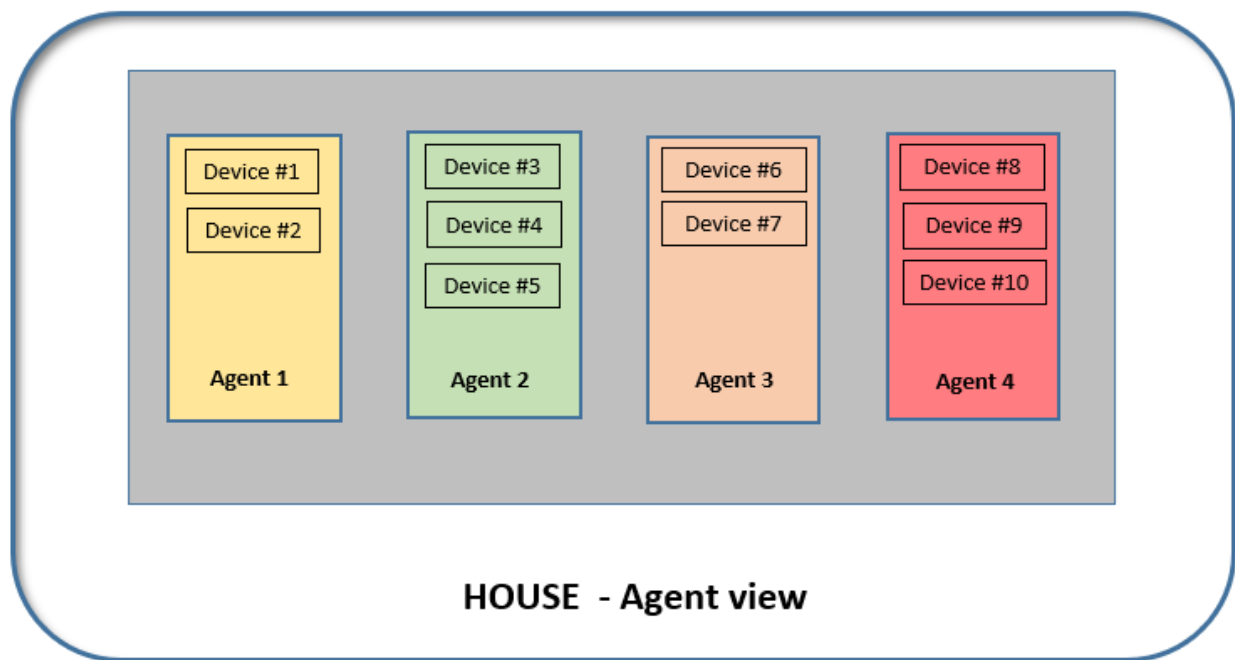 Device #1
Device #2
Agent 1
Device #3
Device #4
Device #5
Agent 2
Device #6
Device #7
Agent 3
Device #8
Device #9
Device #10
Agent 4
HOUSE - Agent view